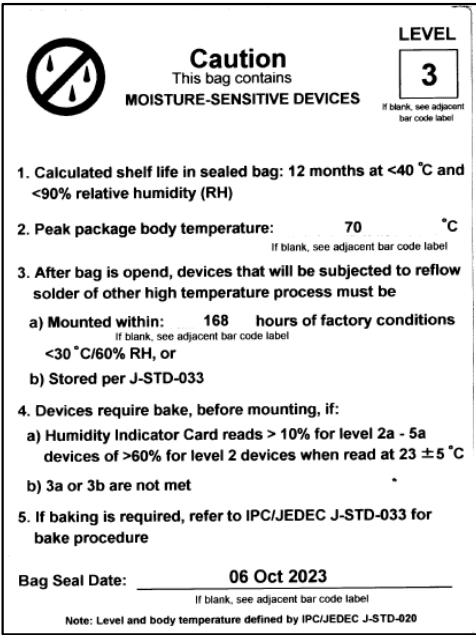 LEVEL
3
If blank, see adjacent
bar code label
Caution
This bag contains
MOISTURE-SENSITIVE DEVICES
1. Calculated shelf life in sealed bag: 12 months at <40 °C and
<90% relative humidity (RH)
2. Peak package body temperature: 70 °C
If blank, see adjacent bar code label
3. After bag is opend, devices that will be subjected to reflow
solder of other high temperature process must be
a) Mounted within: 168 hours of factory conditions
If blank, see adjacent bar code label
<30 °C/60% RH, or
b) Stored per J-STD-033
4. Devices require bake, before mounting, if:
a) Humidity Indicator Card reads > 10% for level 2a - 5a
devices of >60% for level 2 devices when read at 23 ±5 °C
b) 3a or 3b are not met
5. If baking is required, refer to IPC/JEDEC J-STD-033 for
bake procedure
Bag Seal Date: 06 Oct 2023
If blank, see adjacent bar code label
Note: Level and body temperature defined by IPC/JEDEC J-STD-020